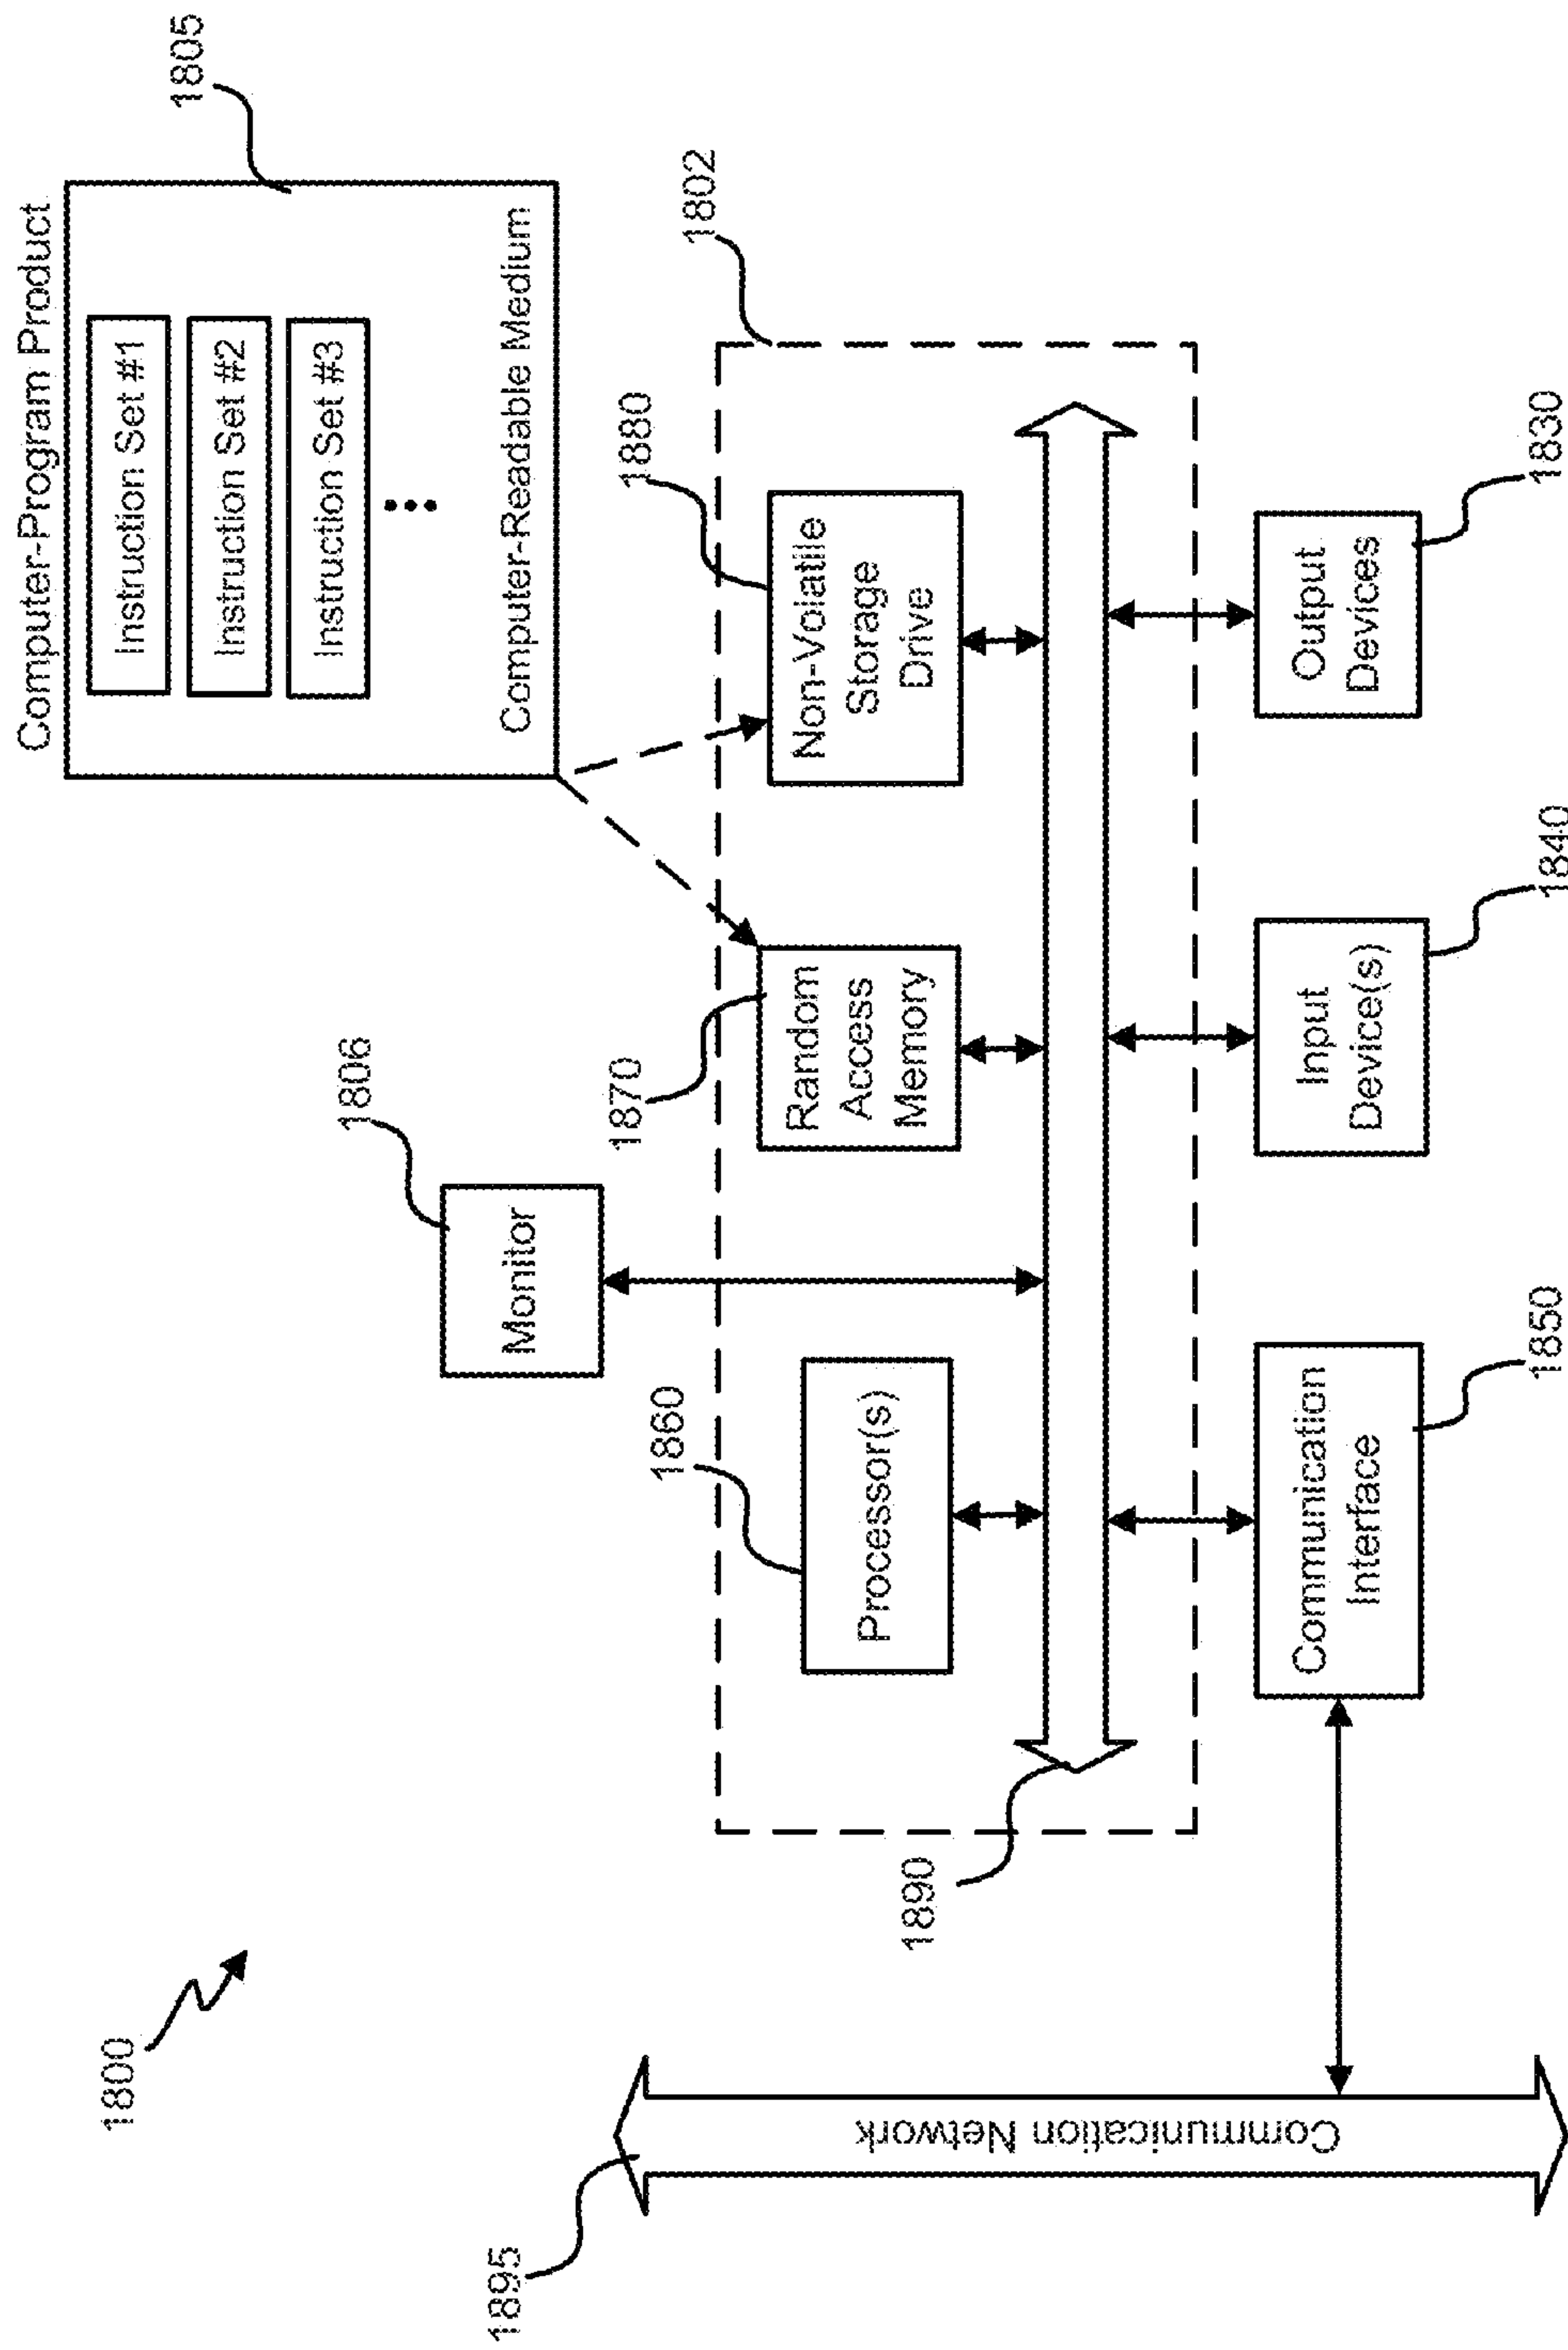 1800
Computer-Program Product
Instruction Set #1
Instruction Set #2
Instruction Set #3
Computer-Readable Medium
1805
1806
Monitor
1802
1860
Processor(s)
1870
Random
Access
Memory
1880
Non-Volatile
Storage
Drive
1890
1895
Communication Network
Communication
Interface
1850
Input
Device(s)
1840
Output
Devices
1830